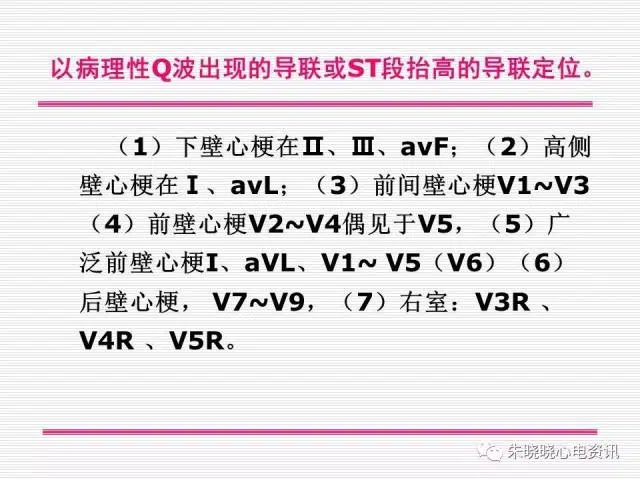 以病理性Q波出现的导联或ST段抬高的导联定位。
（1）下壁心梗在Ⅱ、Ⅲ、avF；（2）高侧
壁心梗在Ⅰ、avL；（3）前间壁心梗V1~V3
（4）前壁心梗V2~V4偶见于V5，（5）广
泛前壁心梗I、aVL、V1~ V5（V6）（6）
后壁心梗， V7~V9，（7）右室：V3R 、
V4R 、V5R。
朱晓晓心电资讯